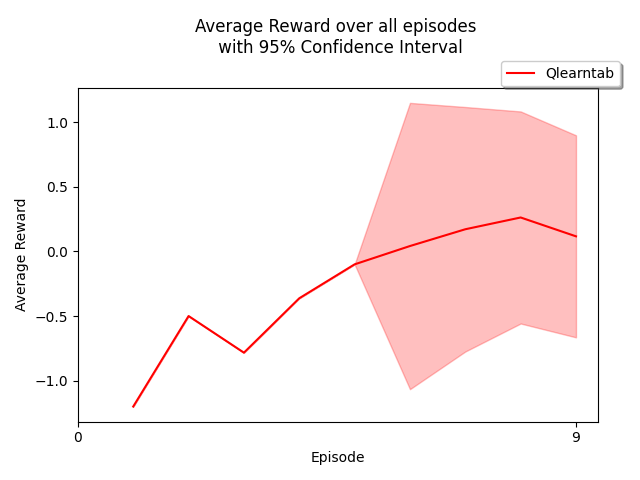 Average Reward over all episodes
with 95% Confidence Interval
Qlearntab
1.0
0.5
0.0
−0.5
−1.0
Average Reward
0
9
Episode